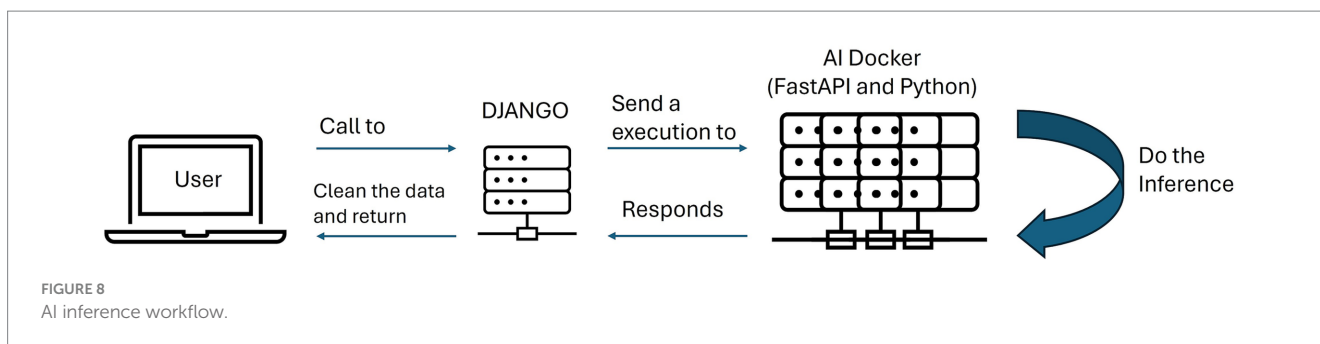 User
Call to
Clean the data
and return
DJANGO
Send a
execution to
Responds
AI Docker
(FastAPI and Python)
Do the
Inference
FIGURE 8
AI inference workflow.